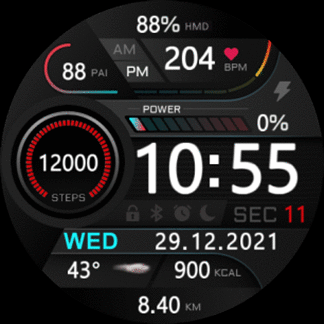 88% HMD
AM
PM
88 PAI
204 BPM
POWER
0%
12000
STEPS
10:55
SEC 11
WED 29.12.2021
43° 900 KCAL
8.40 KM